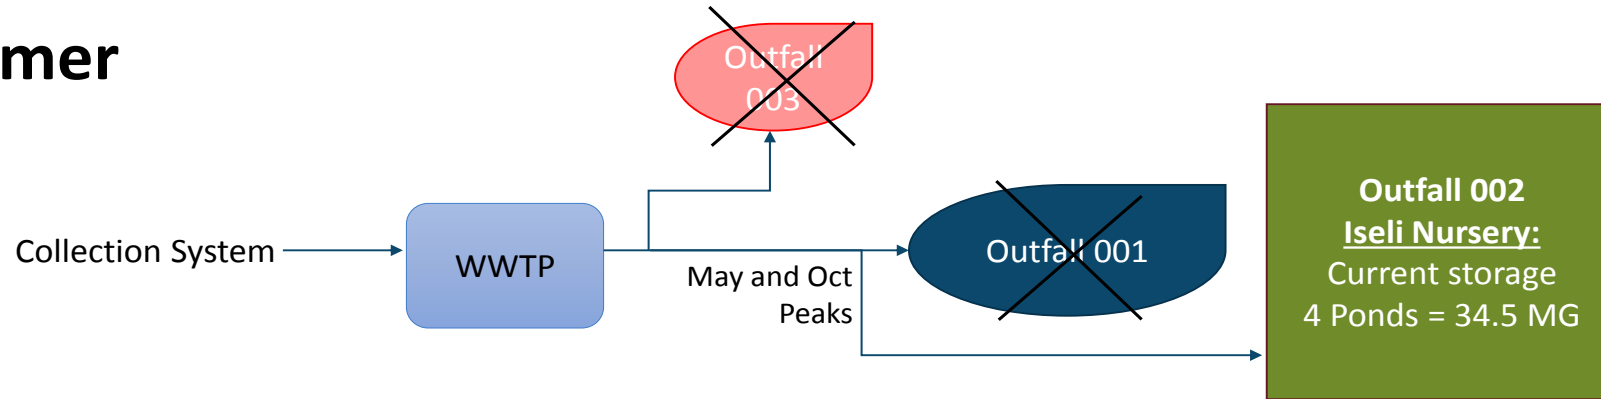 mer
Outfall
003
Collection System
WWTP
May and Oct
Peaks
Outfall 001
Outfall 002
Iseli Nursery:
Current storage
4 Ponds = 34.5 MG